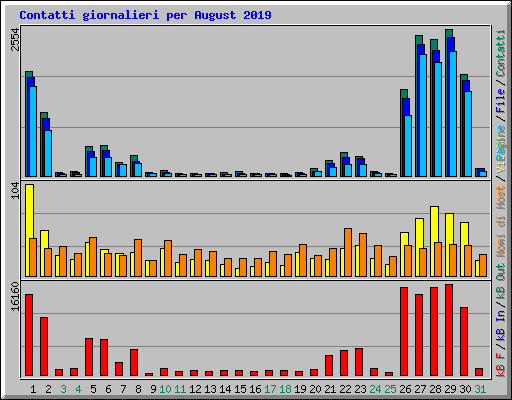 Contatti giornalieri per August 2019
2554
104
16160
Contatti
/
File
/
Pagine
/
Nomi di Host
/
kB Out
/
kB In
/
kB F
1 2 3 4 5 6 7 8 9 10 11 12 13 14 15 16 17 18 19 20 21 22 23 24 25 26 27 28 29 30 31